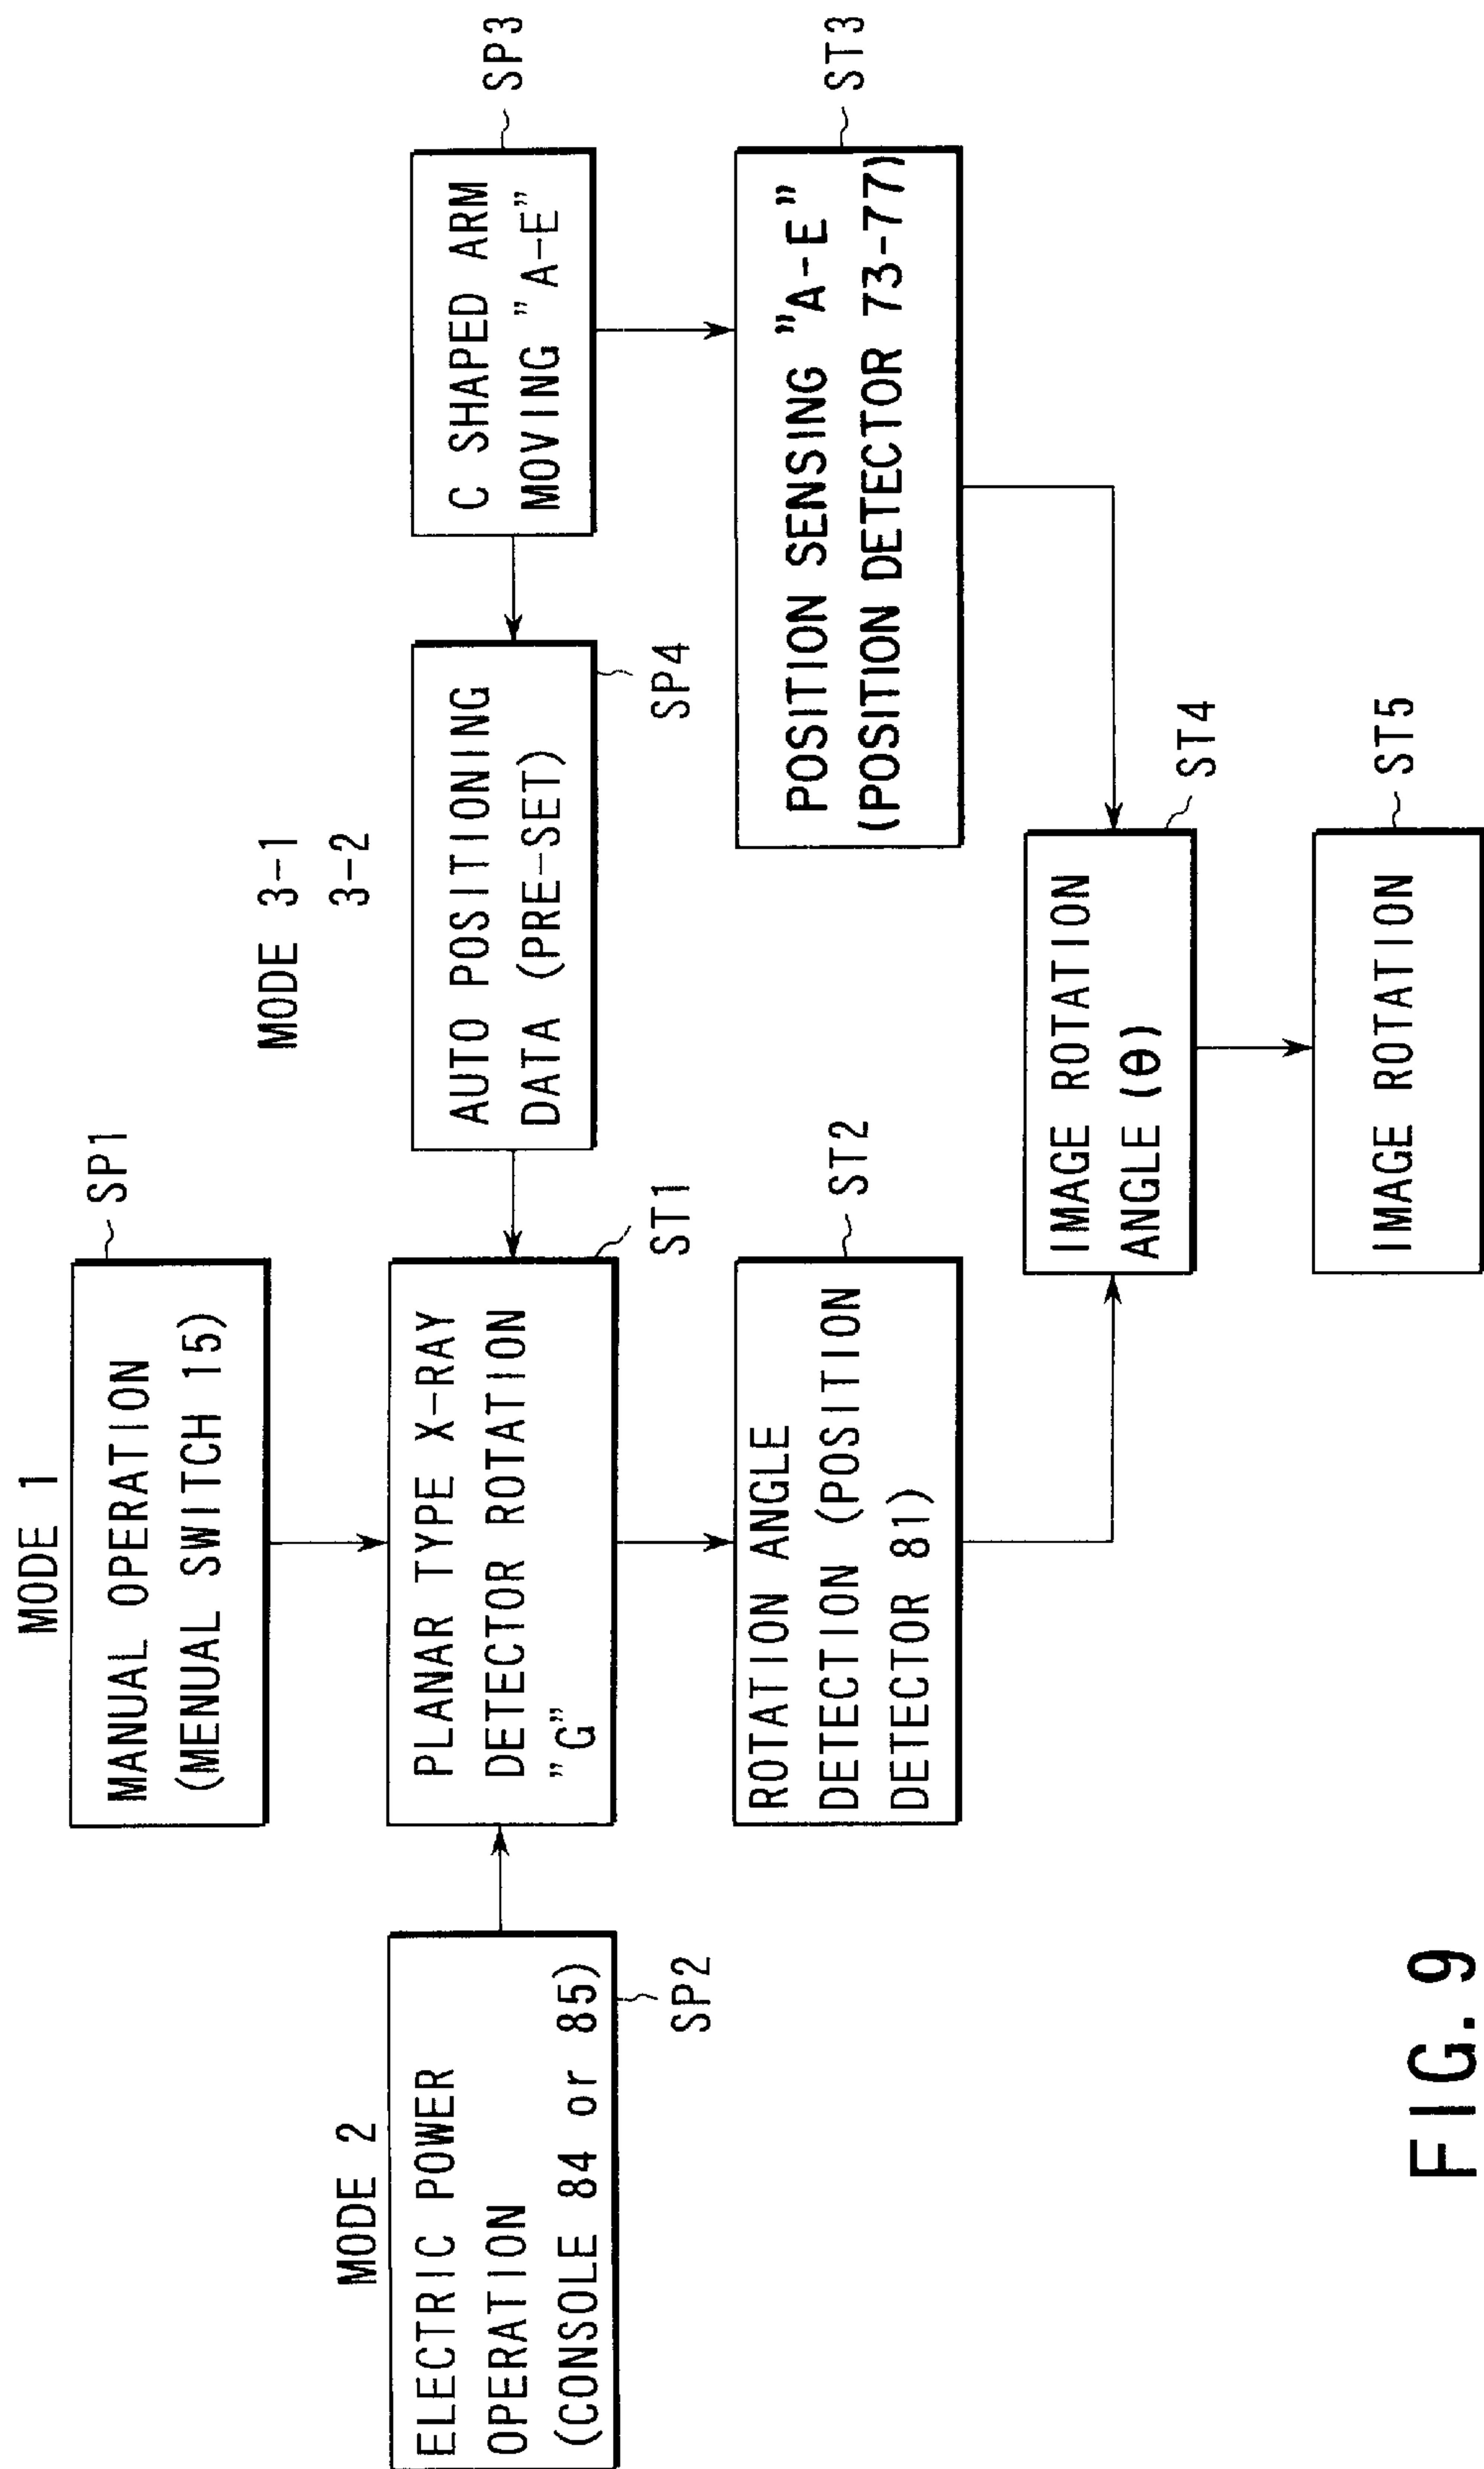 MODE 1
MANUAL OPERATION
(MENUAL SWITCH 15)
SP1
MODE 2
ELECTRIC POWER
OPERATION
(CONSOLE 84 or 85)
SP2
PLANAR TYPE X-RAY
DETECTOR ROTATION
"G"
ST1
MODE 3-1
3-2
AUTO POSITIONING
DATA (PRE-SET)
SP4
C SHAPED ARM
MOVING "A-E"
SP3
ROTATION ANGLE
DETECTION (POSITION
DETECTOR 81)
ST2
POSITION SENSING "A-E"
(POSITION DETECTOR 73-77)
ST3
IMAGE ROTATION
ANGLE (θ)
ST4
IMAGE ROTATION
ST5
FIG. 9